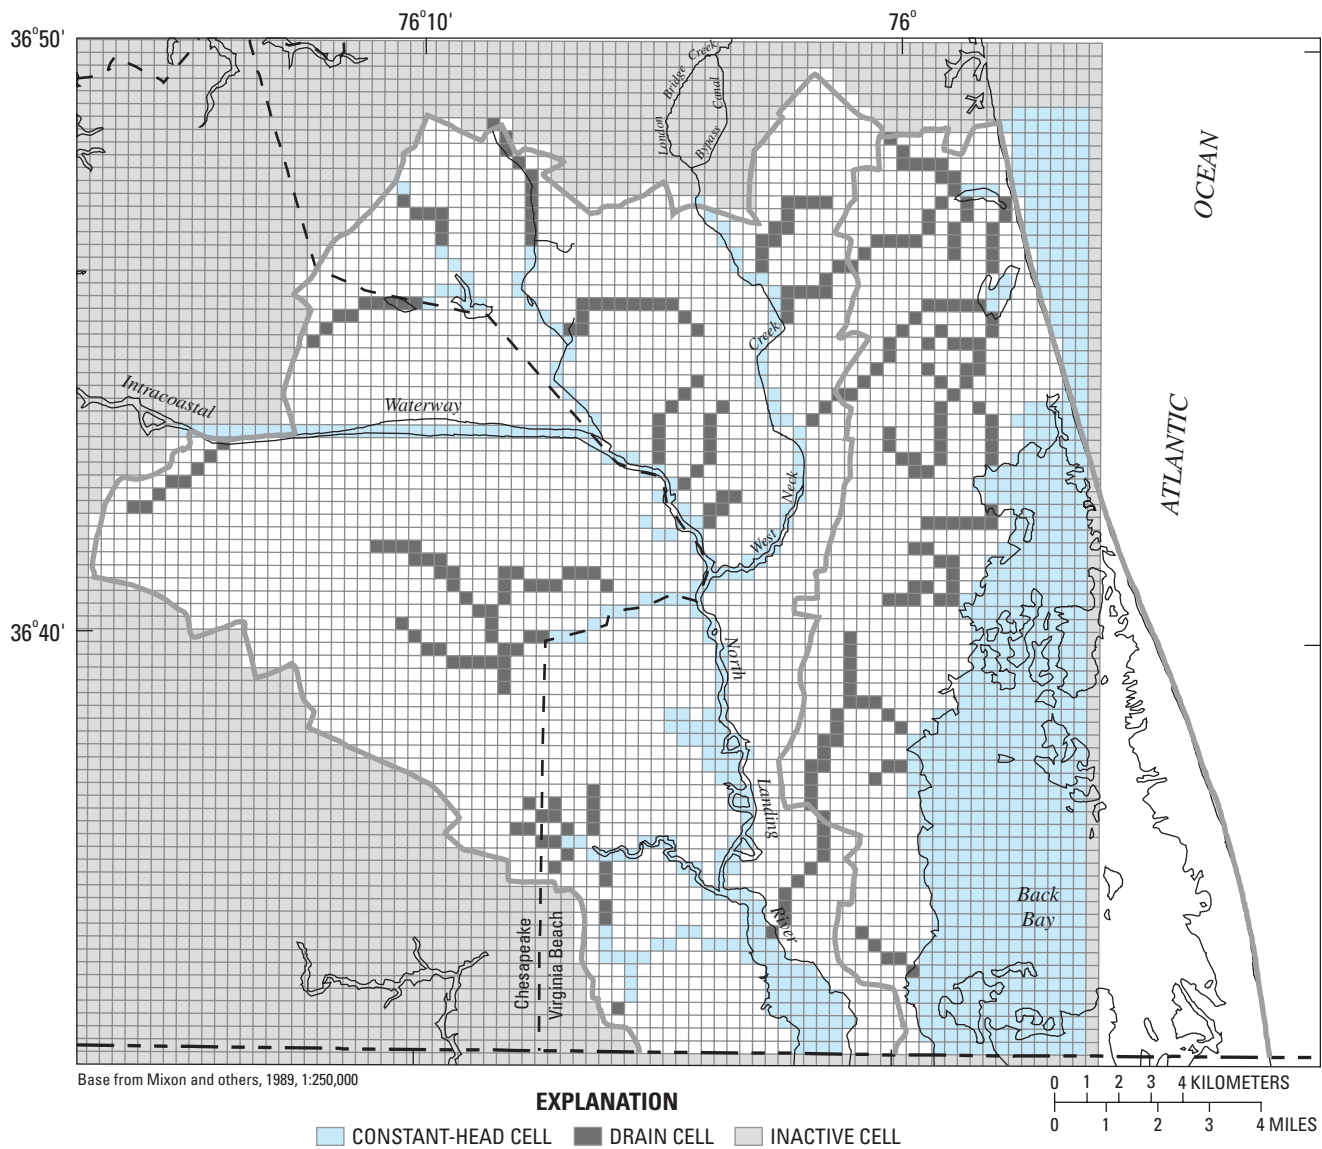 76°10'
76°
36°50'
London
Bridge
Creek
Bypass
Canal
OCEAN
Creek
Intracoastal
Waterway
ATLANTIC
Neck
West
36°40'
North
Landing
River
Back
Bay
Chesapeake
Virginia Beach
Base from Mixon and others, 1989, 1:250,000
0 1 2 3 4 KILOMETERS
0 1 2 3 4 MILES
EXPLANATION
CONSTANT-HEAD CELL DRAIN CELL INACTIVE CELL